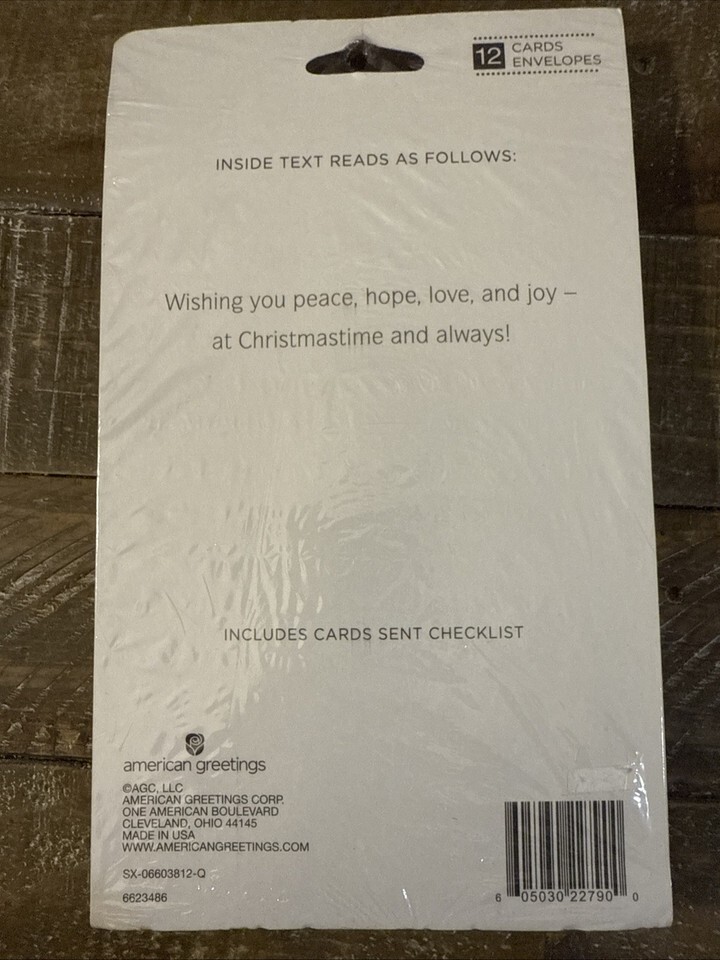 12 CARDS
ENVELOPES
INSIDE TEXT READS AS FOLLOWS:
Wishing you peace, hope, love, and joy –
at Christmastime and always!
INCLUDES CARDS SENT CHECKLIST
american greetings
©AGC, LLC
AMERICAN GREETINGS CORP.
ONE AMERICAN BOULEVARD
CLEVELAND, OHIO 44145
MADE IN USA
WWW.AMERICANGREETINGS.COM
SX-06603812-Q
6623486
6 05030 22790 0